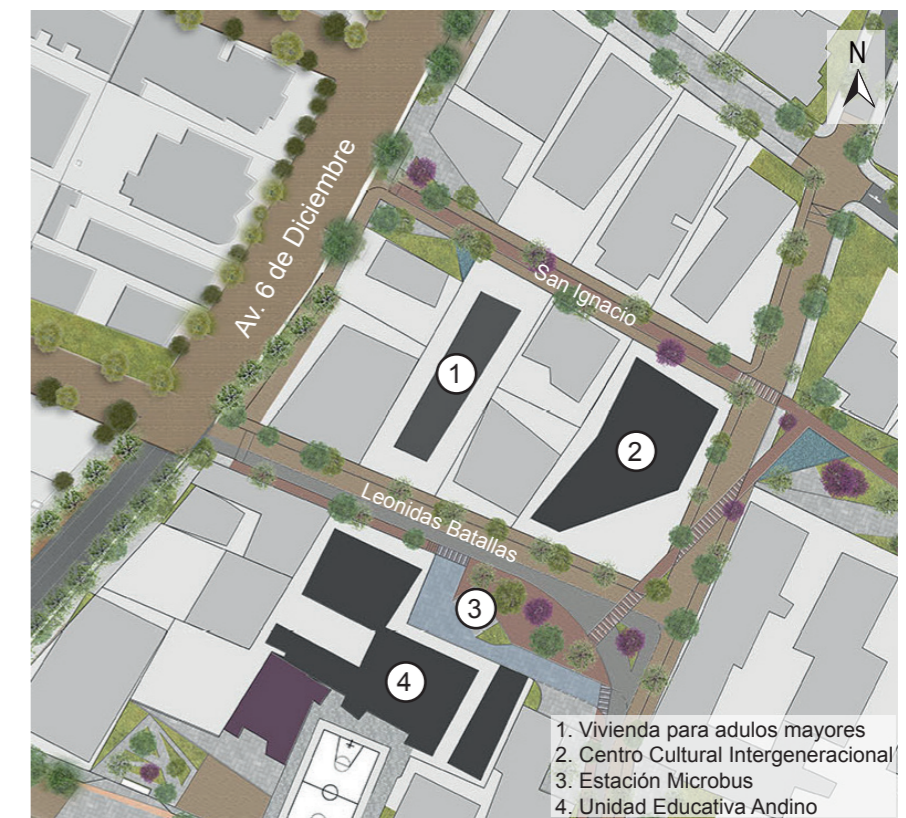 N
Av. 6 de Diciembre
San Ignacio
1
2
Leonidas Batallas
3
4
1. Vivienda para adulos mayores
2. Centro Cultural Intergeneracional
3. Estación Microbus
4. Unidad Educativa Andino